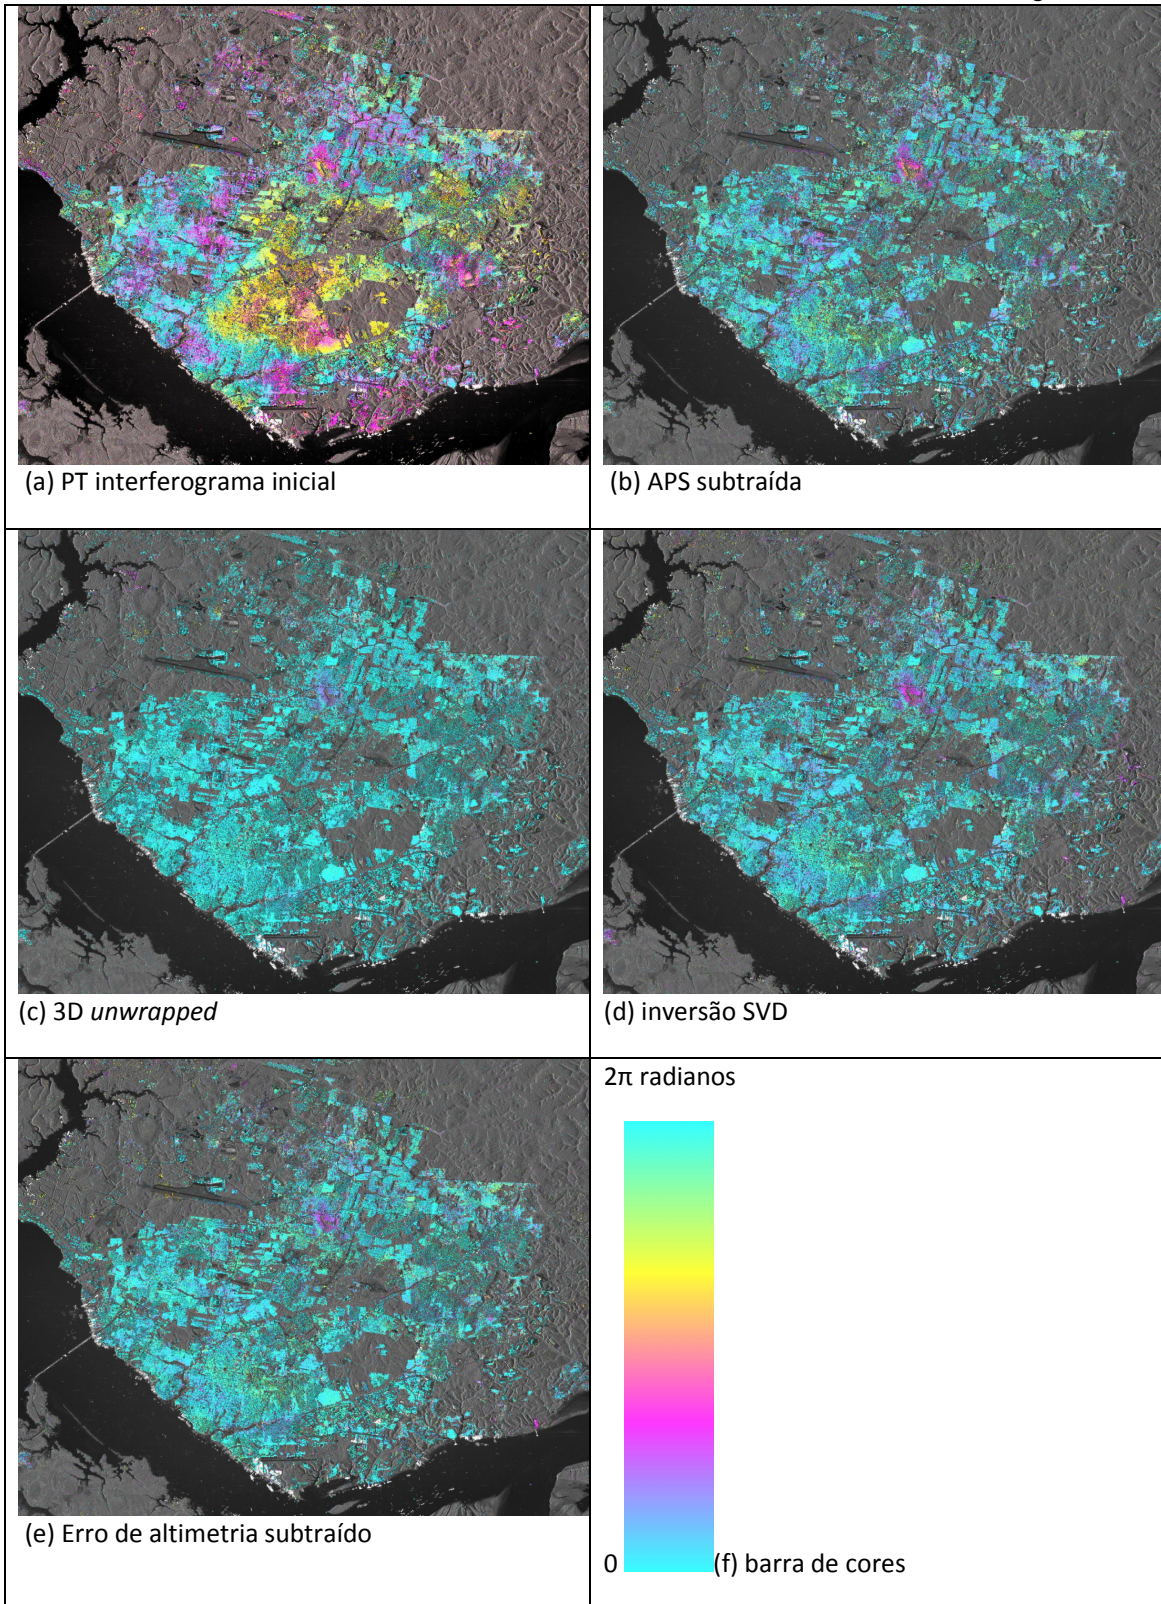 (a) PT interferograma inicial
(b) APS subtraída
(c) 3D unwrapped
(d) inversão SVD
(e) Erro de altimetria subtraído
2π radianos
0
(f) barra de cores